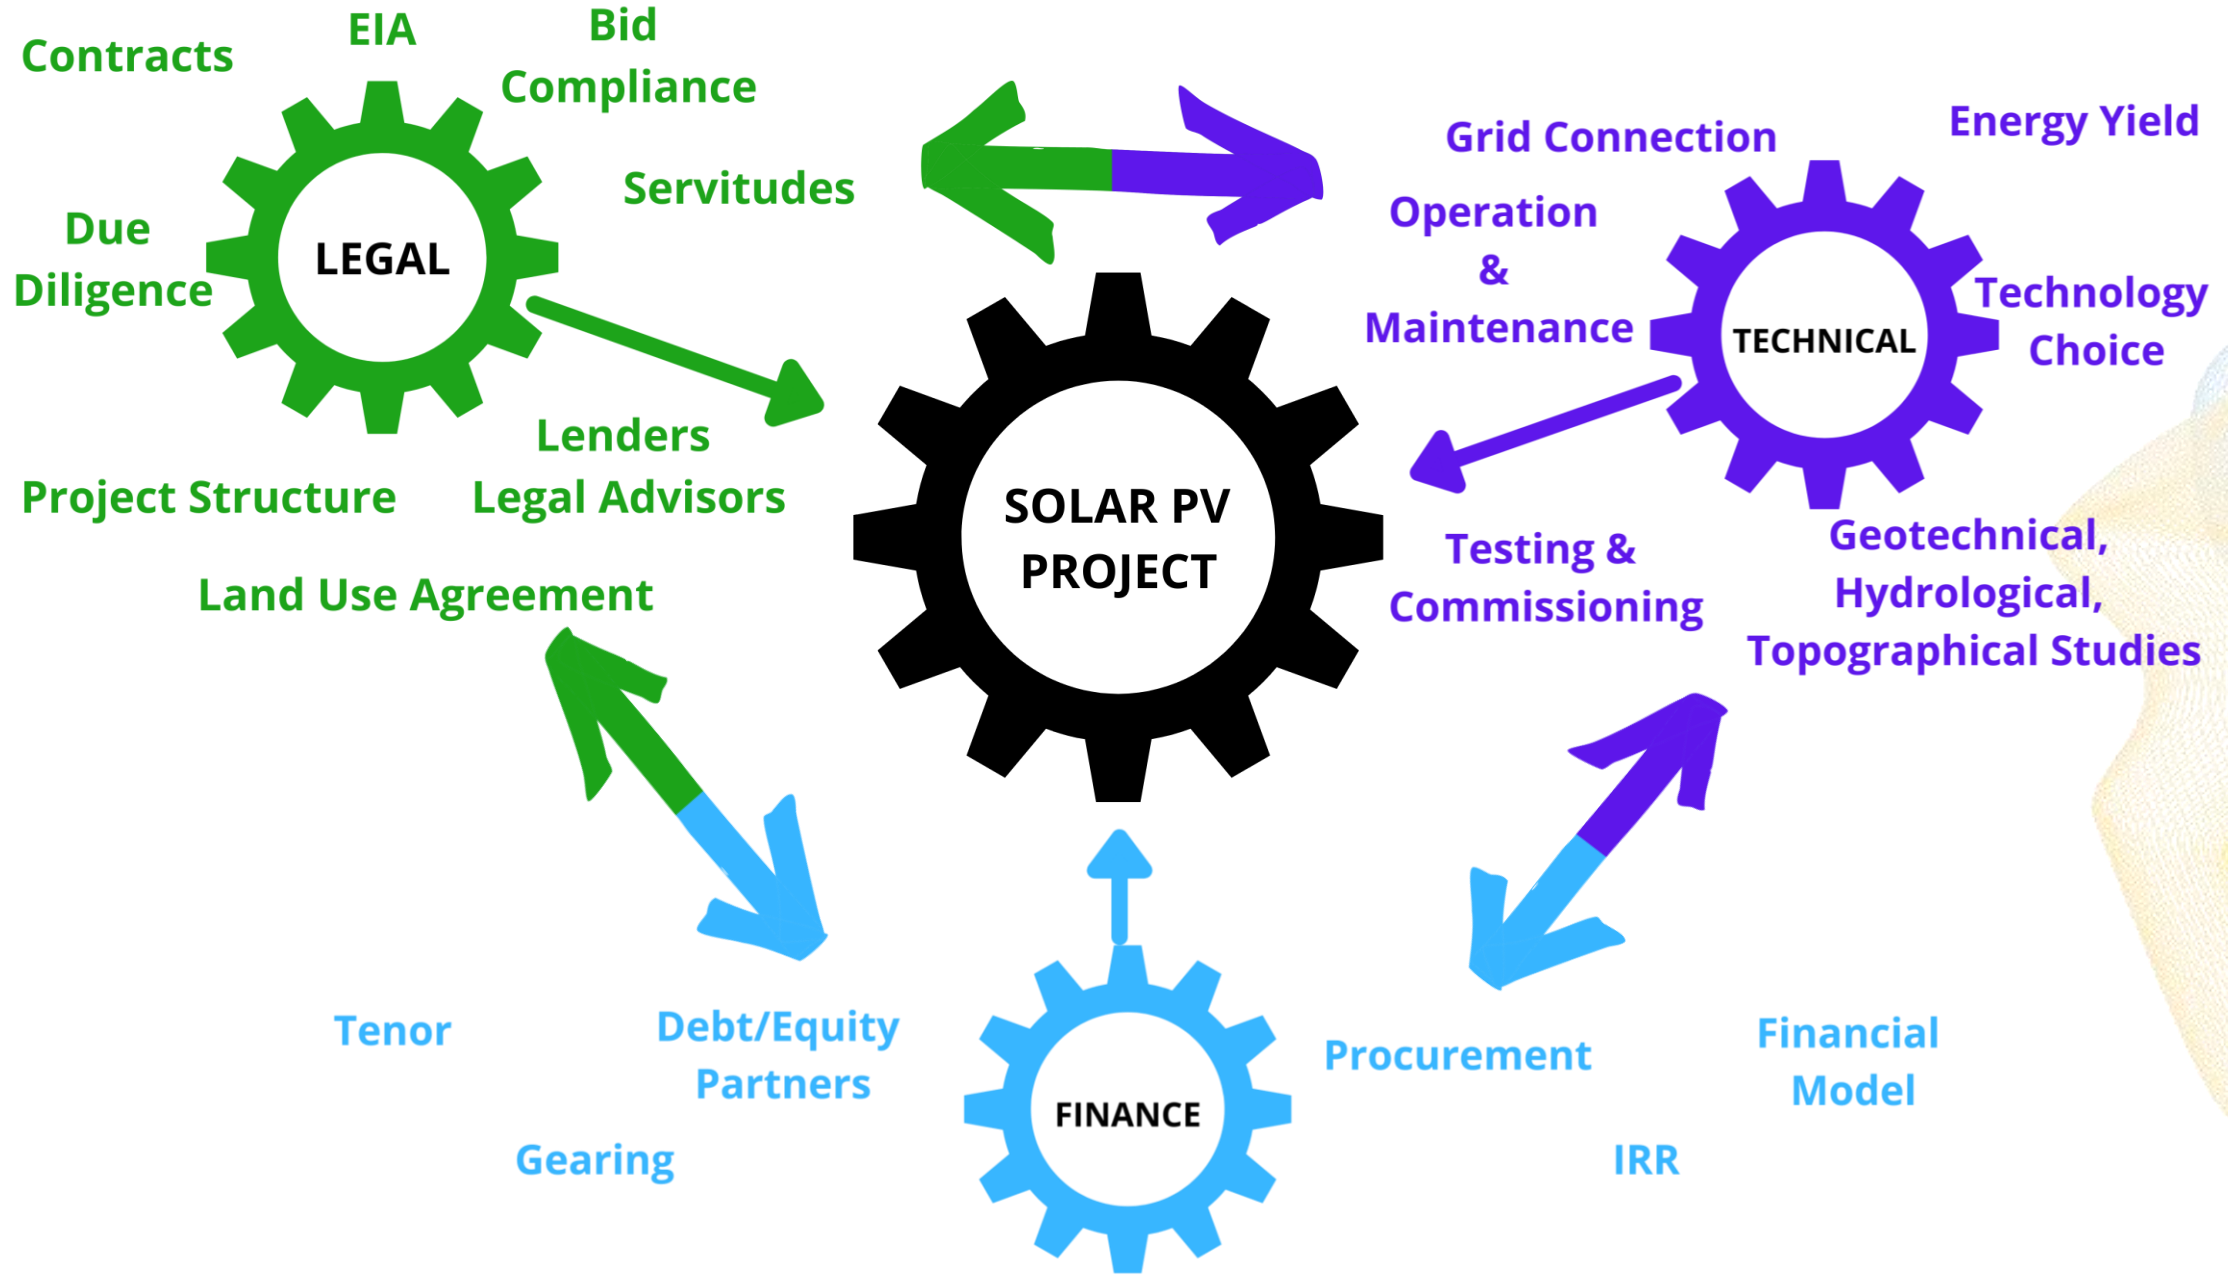 Contracts
EIA
Bid
Compliance
Servitudes
Due
Diligence
LEGAL
Project Structure
Lenders
Legal Advisors
Land Use Agreement
SOLAR PV
PROJECT
Grid Connection
Energy Yield
Operation
&
Maintenance
TECHNICAL
Technology
Choice
Testing &
Commissioning
Geotechnical,
Hydrological,
Topographical Studies
Tenor
Debt/Equity
Partners
Gearing
FINANCE
Procurement
Financial
Model
IRR